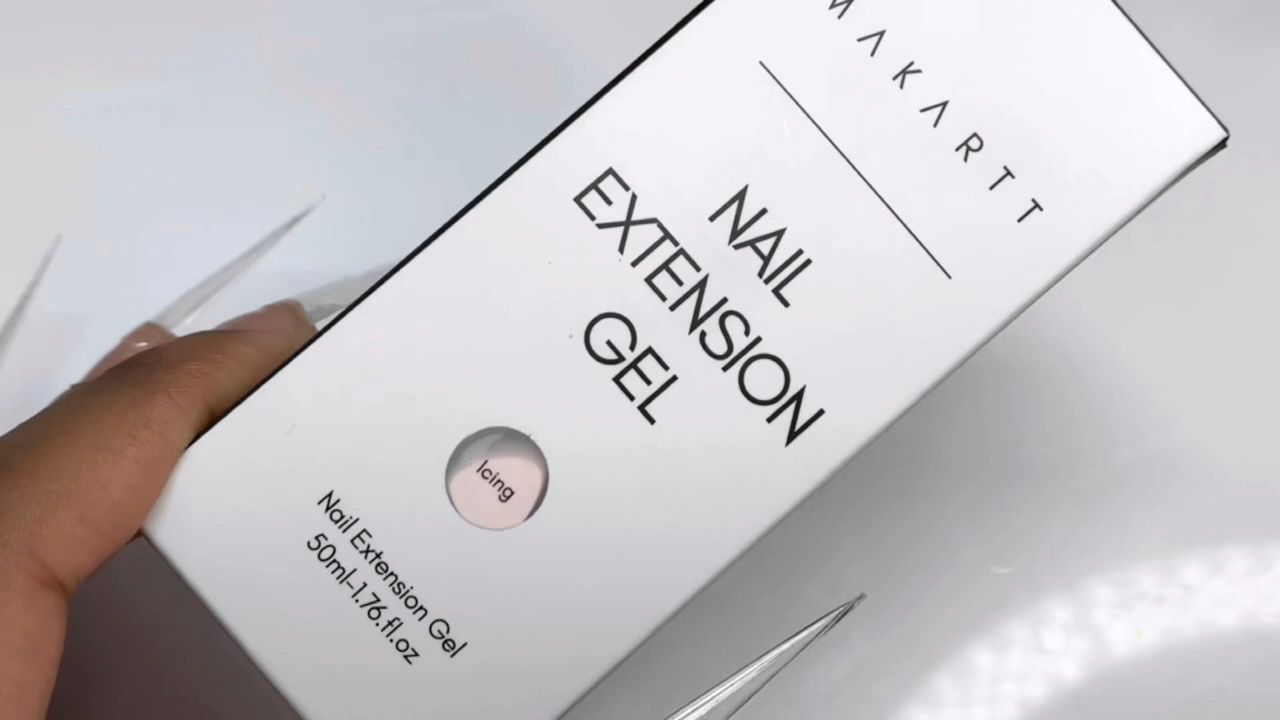 MAKARTT
NAIL
EXTENSION
GEL
Icing
Nail Extension Gel
50ml-1.76.fl.oz